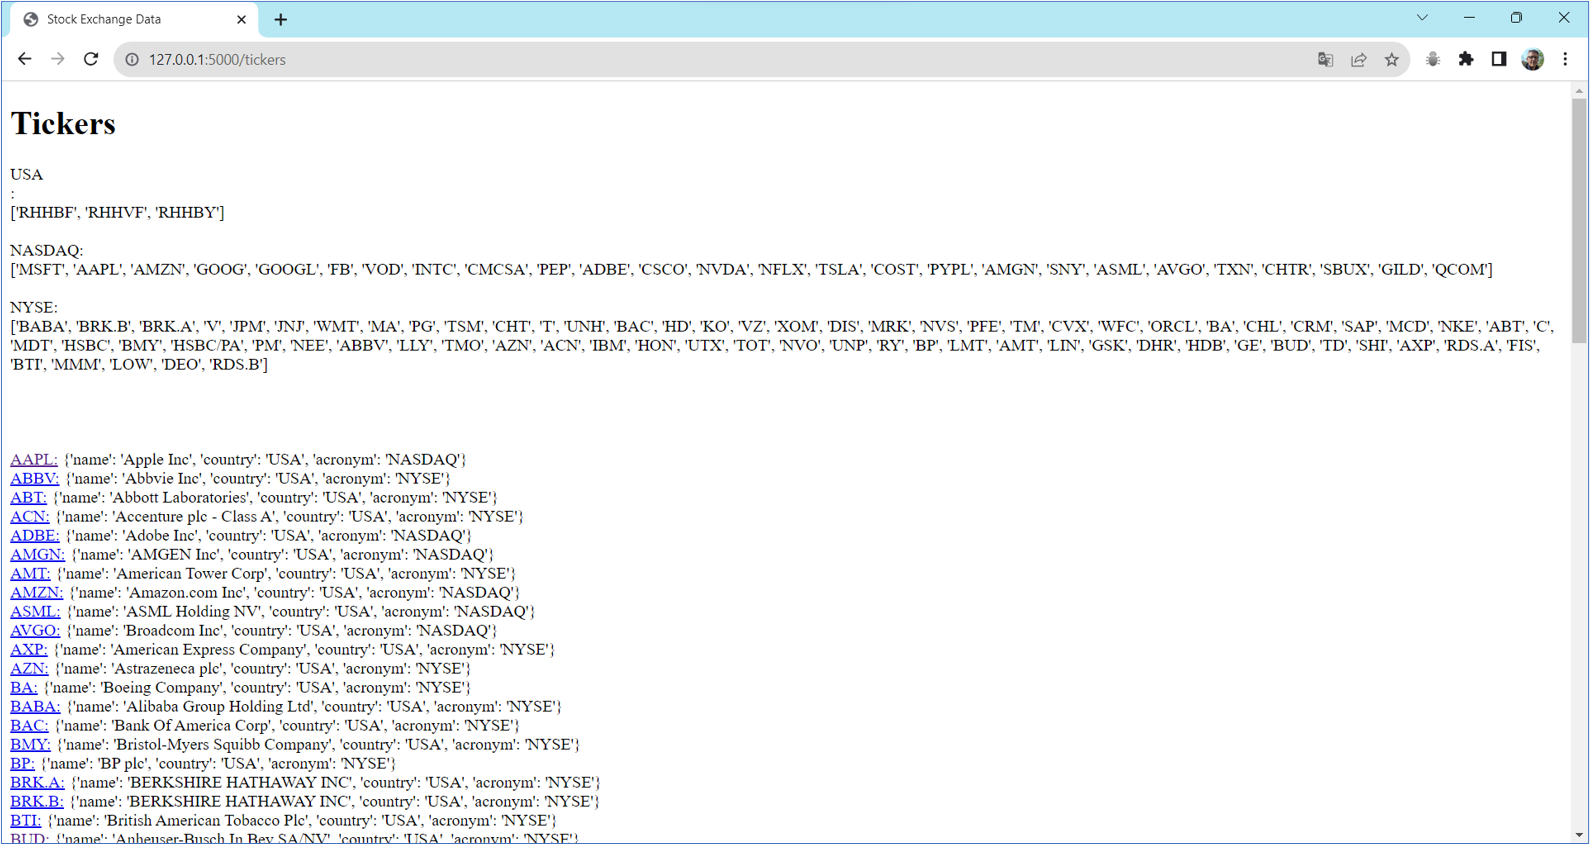 Stock Exchange Data
127.0.0.1:5000/tickers
Tickers
USA
:
['RHHBF', 'RHHVF', 'RHHBY']
NASDAQ:
['MSFT', 'AAPL', 'AMZN', 'GOOG', 'GOOGL', 'FB', 'VOD', 'INTC', 'CMCSA', 'PEP', 'ADBE', 'CSCO', 'NVDA', 'NFLX', 'TSLA', 'COST', 'PYPL', 'AMGN', 'SNY', 'ASML', 'AVGO', 'TXN', 'CHTR', 'SBUX', 'GILD', 'QCOM']
NYSE:
['BABA', 'BRK.B', 'BRK.A', 'V', 'JPM', 'JNJ', 'WMT', 'MA', 'PG', 'TSM', 'CHT', 'T', 'UNH', 'BAC', 'HD', 'KO', 'VZ', 'XOM', 'DIS', 'MRK', 'NVS', 'PFE', 'TM', 'CVX', 'WFC', 'ORCL', 'BA', 'CHL', 'CRM', 'SAP', 'MCD', 'NKE', 'ABT', 'C',
'MDT', 'HSBC', 'BMY', 'HSBC/PA', 'PM', 'NEE', 'ABBV', 'LLY', 'TMO', 'AZN', 'ACN', 'IBM', 'HON', 'UTX', 'TOT', 'NVO', 'UNP', 'RY', 'BP', 'LMT', 'AMT', 'LIN', 'GSK', 'DHR', 'HDB', 'GE', 'BUD', 'TD', 'SHI', 'AXP', 'RDS.A', 'FIS',
'BTI', 'MMM', 'LOW', 'DEO', 'RDS.B']
AAPL: {'name': 'Apple Inc', 'country': 'USA', 'acronym': 'NASDAQ'}
ABBV: {'name': 'Abbvie Inc', 'country': 'USA', 'acronym': 'NYSE'}
ABT: {'name': 'Abbott Laboratories', 'country': 'USA', 'acronym': 'NYSE'}
ACN: {'name': 'Accenture plc - Class A', 'country': 'USA', 'acronym': 'NYSE'}
ADBE: {'name': 'Adobe Inc', 'country': 'USA', 'acronym': 'NASDAQ'}
AMGN: {'name': 'AMGEN Inc', 'country': 'USA', 'acronym': 'NASDAQ'}
AMT: {'name': 'American Tower Corp', 'country': 'USA', 'acronym': 'NYSE'}
AMZN: {'name': 'Amazon.com Inc', 'country': 'USA', 'acronym': 'NASDAQ'}
ASML: {'name': 'ASML Holding NV', 'country': 'USA', 'acronym': 'NASDAQ'}
AVGO: {'name': 'Broadcom Inc', 'country': 'USA', 'acronym': 'NASDAQ'}
AXP: {'name': 'American Express Company', 'country': 'USA', 'acronym': 'NYSE'}
AZN: {'name': 'Astrazeneca plc', 'country': 'USA', 'acronym': 'NYSE'}
BA: {'name': 'Boeing Company', 'country': 'USA', 'acronym': 'NYSE'}
BABA: {'name': 'Alibaba Group Holding Ltd', 'country': 'USA', 'acronym': 'NYSE'}
BAC: {'name': 'Bank Of America Corp', 'country': 'USA', 'acronym': 'NYSE'}
BMY: {'name': 'Bristol-Myers Squibb Company', 'country': 'USA', 'acronym': 'NYSE'}
BP: {'name': 'BP plc', 'country': 'USA', 'acronym': 'NYSE'}
BRK.A: {'name': 'BERKSHIRE HATHAWAY INC', 'country': 'USA', 'acronym': 'NYSE'}
BRK.B: {'name': 'BERKSHIRE HATHAWAY INC', 'country': 'USA', 'acronym': 'NYSE'}
BTI: {'name': 'British American Tobacco Plc', 'country': 'USA', 'acronym': 'NYSE'}
BUD: {'name': 'Anheuser-Busch In Bev SA/NV', 'country': 'USA', 'acronym': 'NYSE'}